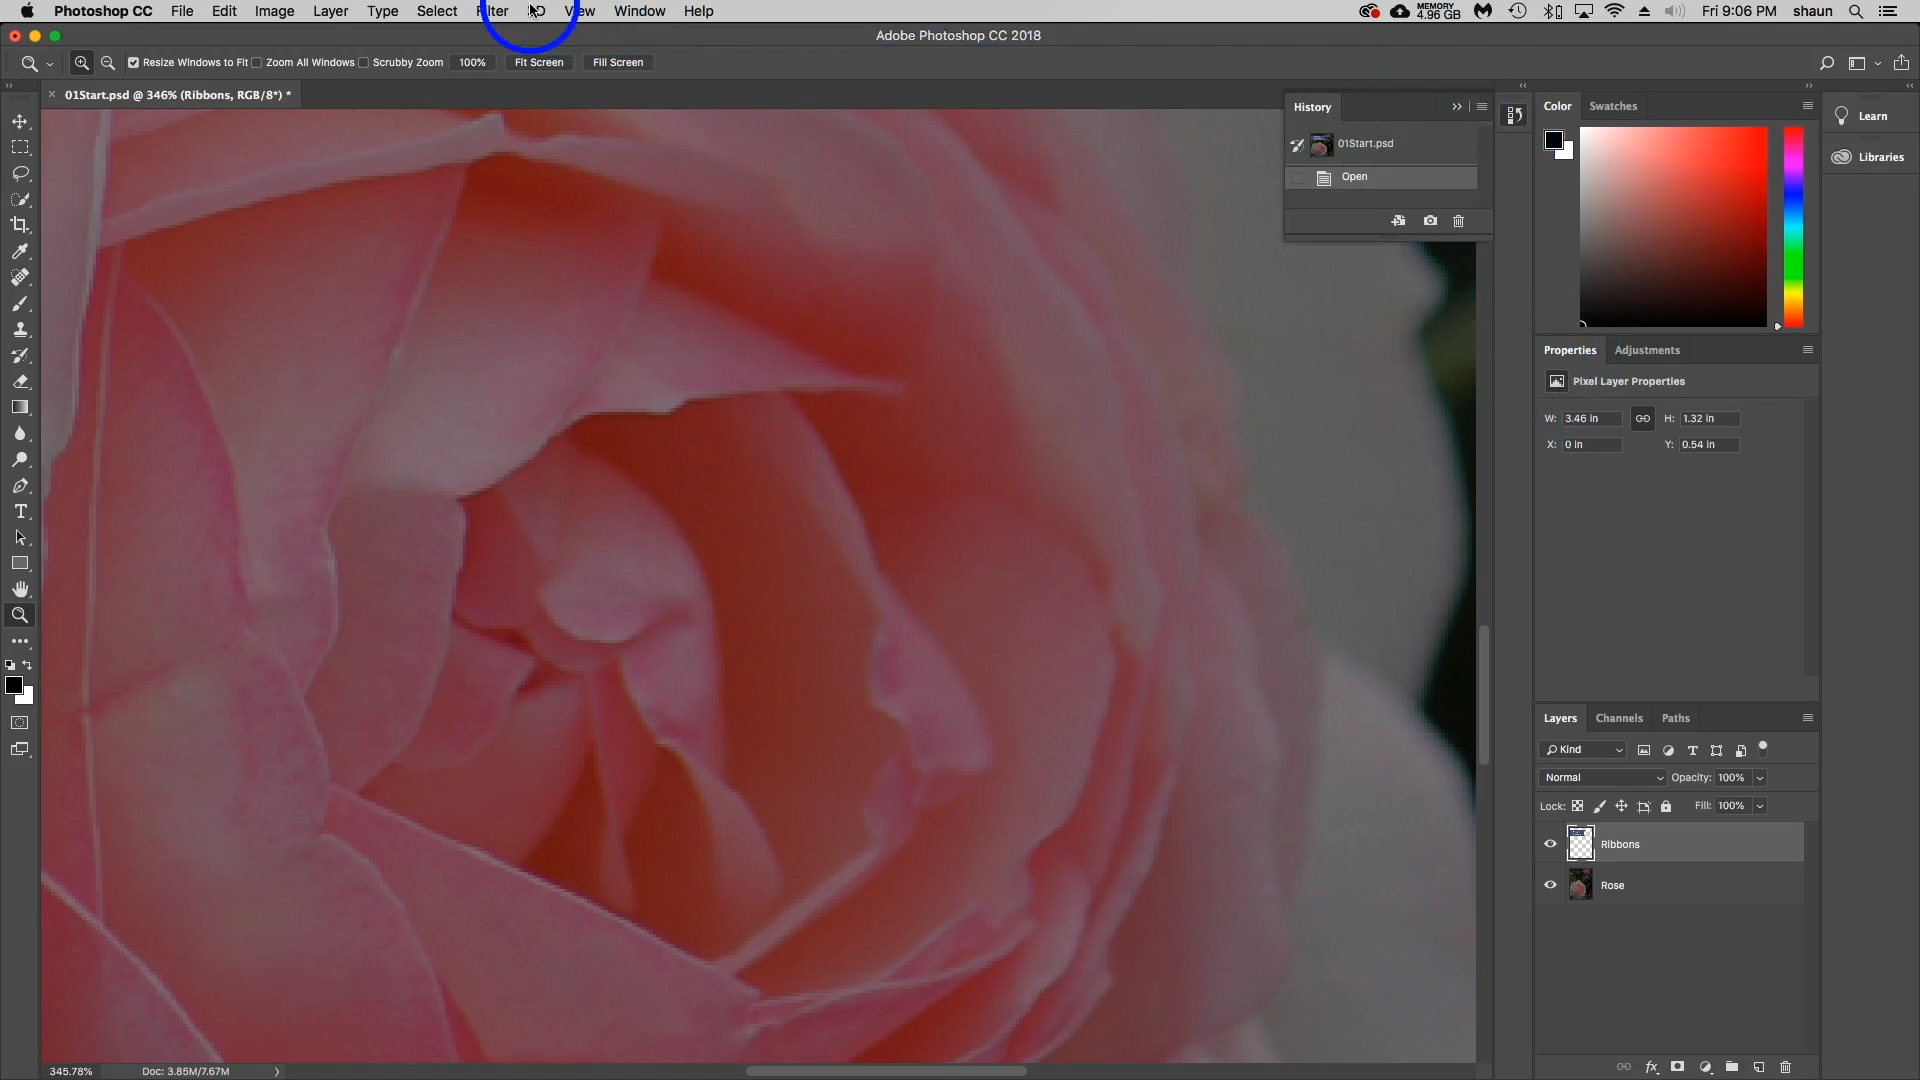 Photoshop CC File Edit Image Layer Type Select Filter View Window Help MEMORY 4.96 GB Fri 9:06 PM shaun
Adobe Photoshop CC 2018
Resize Windows to Fit Zoom All Windows Scrubby Zoom 100% Fit Screen Fill Screen
01Start.psd @ 346% (Ribbons, RGB/8*) *
History
01Start.psd
Open
Color Swatches
Learn
Libraries
Properties Adjustments
Pixel Layer Properties
W: 3.46 in H: 1.32 in
X: 0 in Y: 0.54 in
Layers Channels Paths
Kind
Normal Opacity: 100%
Lock: Fill: 100%
Ribbons
Rose
345.78% Doc: 3.85M/7.67M